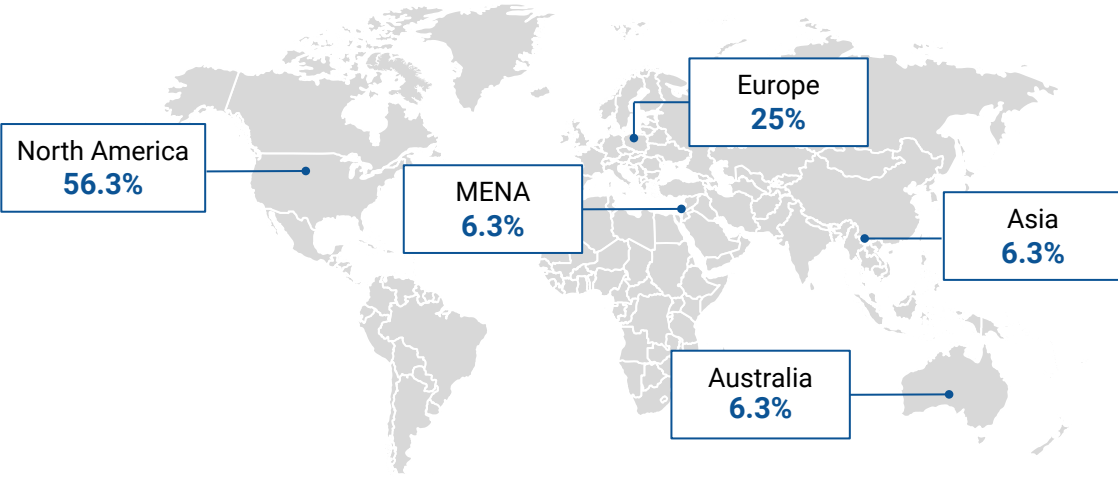 Europe
25%
North America
56.3%
MENA
6.3%
Asia
6.3%
Australia
6.3%